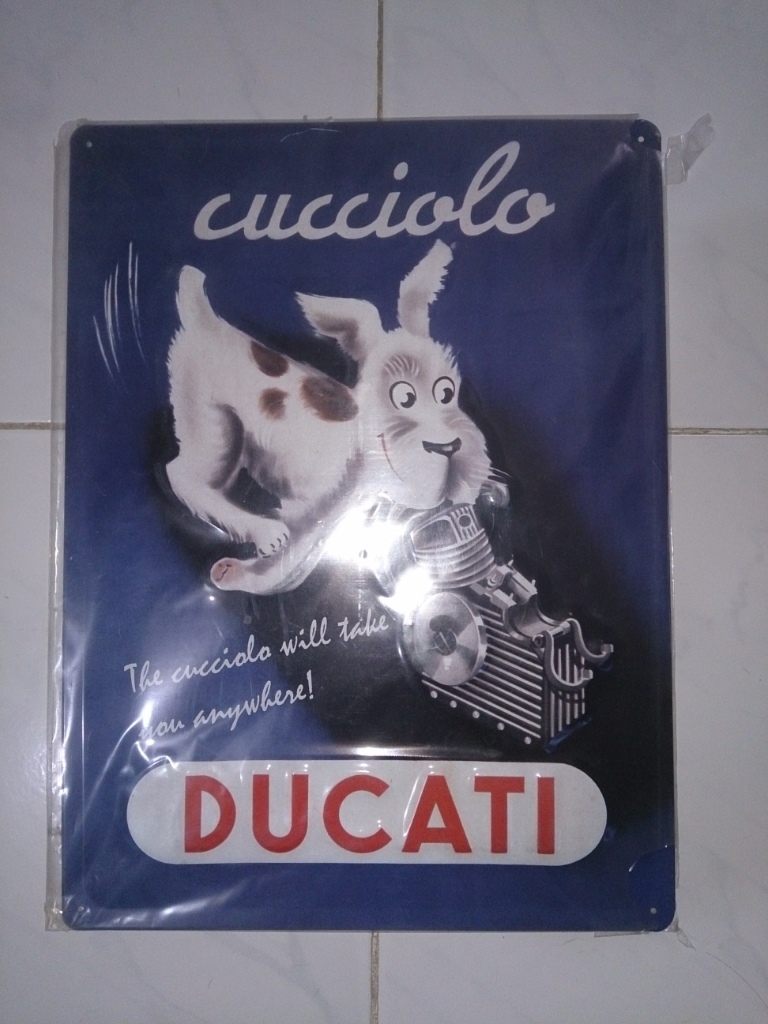 cucciolo
The cucciolo will take
you anywhere!
DUCATI